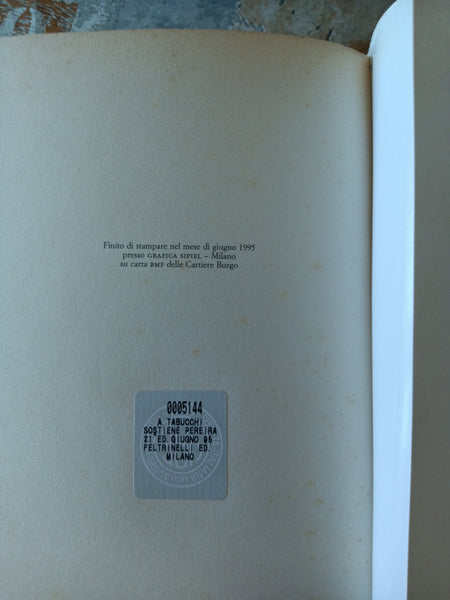 Finito di stampare nel mese di giugno 1995
presso GRAFICA SIPIEL – Milano
su carta BMF delle Cartiere Burgo
0005144
A. TABUCCHI
SOSTIENE PEREIRA
21 ED. GIUGNO 95
FELTRINELLI ED.
MILANO